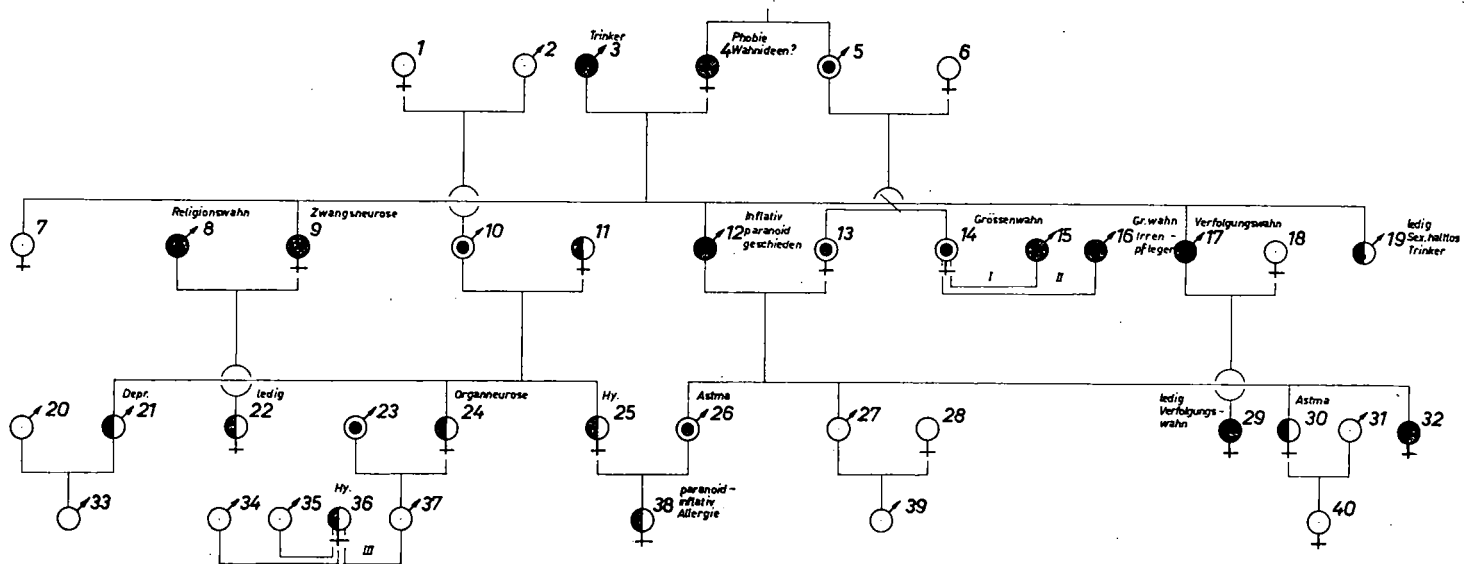 1
2
Trinker
3
Phobie
4 Wahnideen?
5
6
7
Religionswahn
8
Zwangsneurose
9
10
11
12
Inflativ
paranoid
geschieden
13
14
Grössenwahn
15
Gr.wahn
16 Irren-
pfleger
Verfolgungswahn
17
18
19
ledig
Sex.haltlos
Trinker
20
Depr.
21
ledig
22
23
Organneurose
24
Hy.
25
Astma
26
27
28
ledig
Verfolgungs-
wahn
29
Astma
30
31
32
I
II
33
34
35
Hy.
36
37
III
38
paranoid-
inflativ
Allergie
39
40